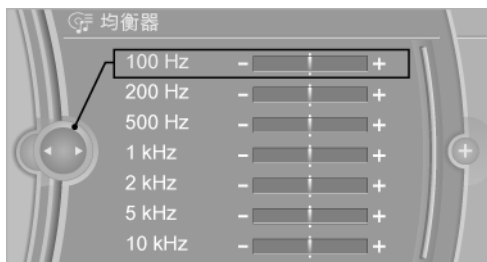 均衡器
100 Hz - +
200 Hz - +
500 Hz - +
1 kHz - +
2 kHz - +
5 kHz - +
10 kHz - +
+